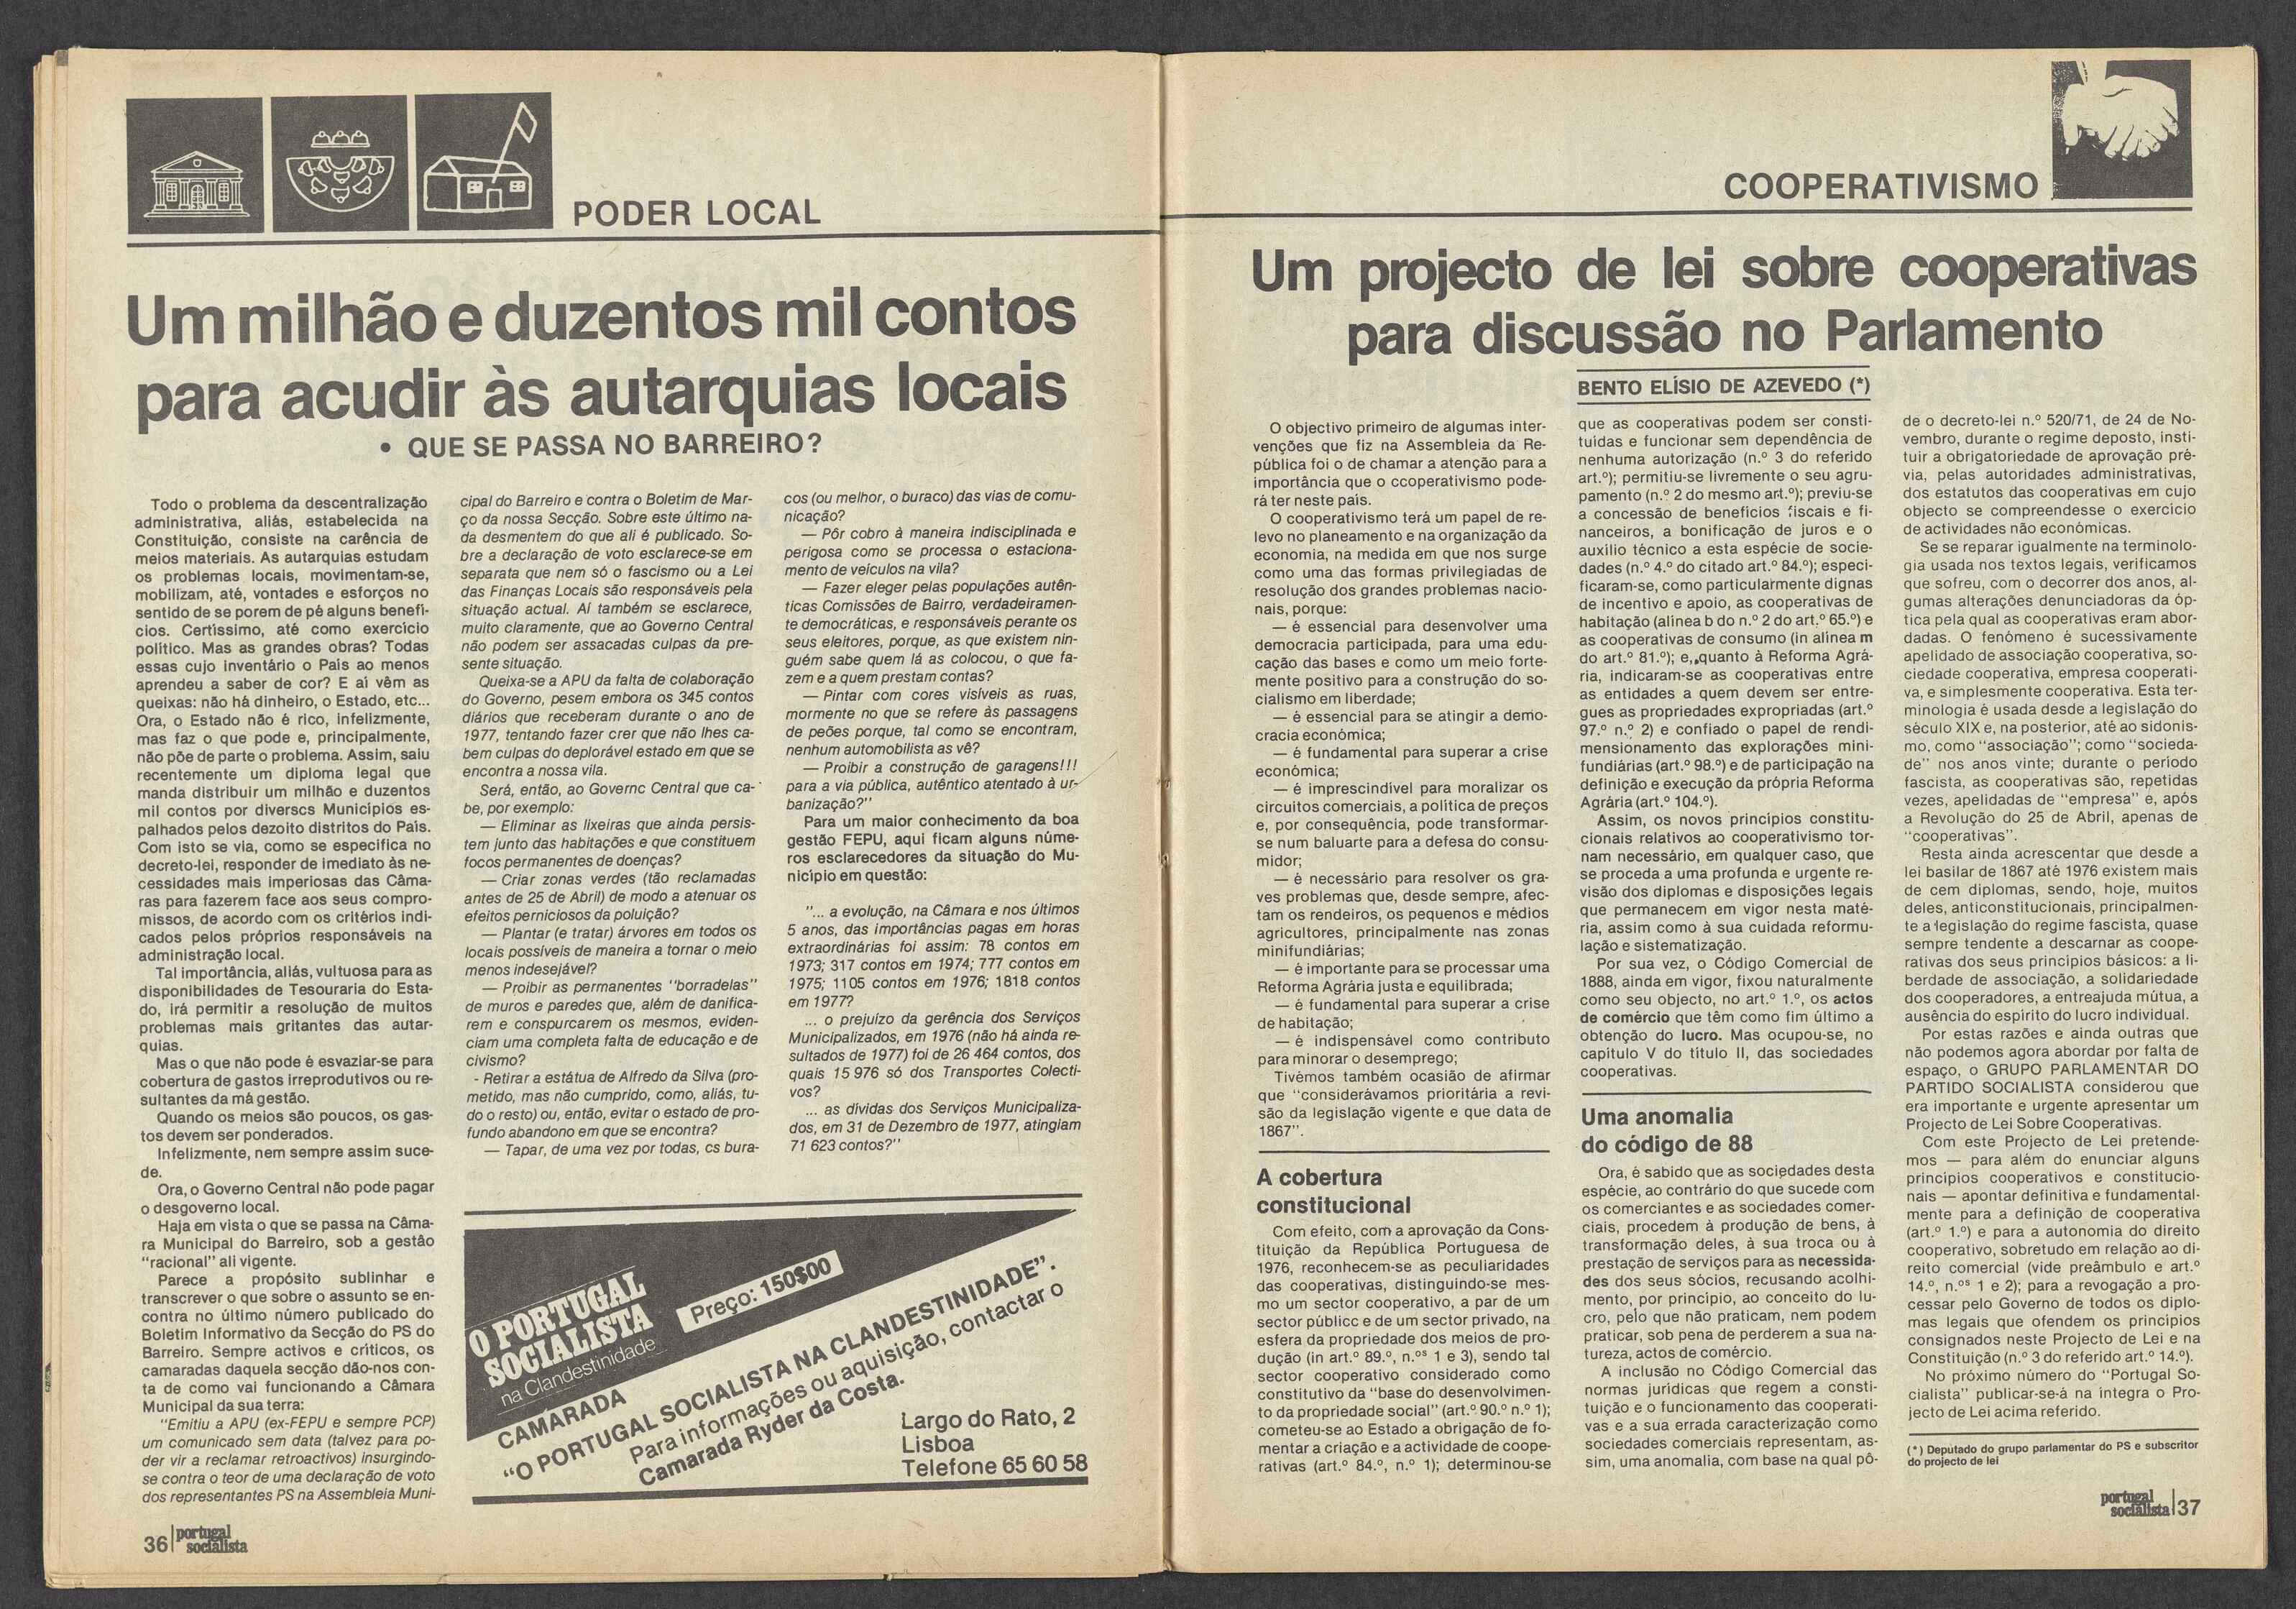 PODER LOCAL
Um milhão e duzentos mil contos
para acudir às autarquias locais
• QUE SE PASSA NO BARREIRO?
Todo o problema da descentralização
administrativa, aliás, estabelecida na
Constituição, consiste na carência de
meios materiais. As autarquias estudam
os problemas locais, movimentam-se,
mobilizam, até, vontades e esforços no
sentido de se porem de pé alguns benefí-
cios. Certíssimo, até como exercício
político. Mas as grandes obras? Todas
essas cujo inventário o País ao menos
aprendeu a saber de cor? E aí vêm as
queixas: não há dinheiro, o Estado, etc...
Ora, o Estado não é rico, infelizmente,
mas faz o que pode e, principalmente,
não põe de parte o problema. Assim, saiu
recentemente um diploma legal que
manda distribuir um milhão e duzentos
mil contos por diverscs Municípios es-
palhados pelos dezoito distritos do País.
Com isto se via, como se especifica no
decreto-lei, responder de imediato às ne-
cessidades mais imperiosas das Câma-
ras para fazerem face aos seus compro-
missos, de acordo com os critérios indi-
cados pelos próprios responsáveis na
administração local.
Tal importância, aliás, vultuosa para as
disponibilidades de Tesouraria do Esta-
do, irá permitir a resolução de muitos
problemas mais gritantes das autar-
quias.
Mas o que não pode é esvaziar-se para
cobertura de gastos irreprodutivos ou re-
sultantes da má gestão.
Quando os meios são poucos, os gas-
tos devem ser ponderados.
Infelizmente, nem sempre assim suce-
de.
Ora, o Governo Central não pode pagar
o desgoverno local.
Haja em vista o que se passa na Câma-
ra Municipal do Barreiro, sob a gestão
"racional" ali vigente.
Parece a propósito sublinhar e
transcrever o que sobre o assunto se en-
contra no último número publicado do
Boletim Informativo da Secção do PS do
Barreiro. Sempre activos e críticos, os
camaradas daquela secção dão-nos con-
ta de como vai funcionando a Câmara
Municipal da sua terra:
"Emitiu a APU (ex-FEPU e sempre PCP)
um comunicado sem data (talvez para po-
der vir a reclamar retroactivos) insurgindo-
se contra o teor de uma declaração de voto
dos representantes PS na Assembleia Muni-
cipal do Barreiro e contra o Boletim de Mar-
ço da nossa Secção. Sobre este último na-
da desmentem do que ali é publicado. So-
bre a declaração de voto esclarece-se em
separata que nem só o fascismo ou a Lei
das Finanças Locais são responsáveis pela
situação actual. Aí também se esclarece,
muito claramente, que ao Governo Central
não podem ser assacadas culpas da pre-
sente situação.
Queixa-se a APU da falta de colaboração
do Governo, pesem embora os 345 contos
diários que receberam durante o ano de
1977, tentando fazer crer que não lhes ca-
bem culpas do deplorável estado em que se
encontra a nossa vila.
Será, então, ao Governc Central que ca-
be, por exemplo:
— Eliminar as lixeiras que ainda persis-
tem junto das habitações e que constituem
focos permanentes de doenças?
— Criar zonas verdes (tão reclamadas
antes de 25 de Abril) de modo a atenuar os
efeitos perniciosos da poluição?
— Plantar (e tratar) árvores em todos os
locais possíveis de maneira a tornar o meio
menos indesejável?
— Proibir as permanentes "borradelas"
de muros e paredes que, além de danifica-
rem e conspurcarem os mesmos, eviden-
ciam uma completa falta de educação e de
civismo?
- Retirar a estátua de Alfredo da Silva (pro-
metido, mas não cumprido, como, aliás, tu-
do o resto) ou, então, evitar o estado de pro-
fundo abandono em que se encontra?
— Tapar, de uma vez por todas, cs bura-
cos (ou melhor, o buraco) das vias de comu-
nicação?
— Pôr cobro à maneira indisciplinada e
perigosa como se processa o estaciona-
mento de veículos na vila?
— Fazer eleger pelas populações autên-
ticas Comissões de Bairro, verdadeiramen-
te democráticas, e responsáveis perante os
seus eleitores, porque, as que existem nin-
guém sabe quem lá as colocou, o que fa-
zem e a quem prestam contas?
— Pintar com cores visíveis as ruas,
mormente no que se refere às passagens
de peões porque, tal como se encontram,
nenhum automobilista as vê?
— Proibir a construção de garagens!!!
para a via pública, autêntico atentado à ur-
banização?"
Para um maior conhecimento da boa
gestão FEPU, aqui ficam alguns núme-
ros esclarecedores da situação do Mu-
nicípio em questão:
"... a evolução, na Câmara e nos últimos
5 anos, das importâncias pagas em horas
extraordinárias foi assim: 78 contos em
1973; 317 contos em 1974; 777 contos em
1975; 1105 contos em 1976; 1818 contos
em 1977?
... o prejuízo da gerência dos Serviços
Municipalizados, em 1976 (não há ainda re-
sultados de 1977) foi de 26 464 contos, dos
quais 15 976 só dos Transportes Colecti-
vos?
... as dívidas dos Serviços Municipaliza-
dos, em 31 de Dezembro de 1977, atingiam
71 623 contos?"
O PORTUGAL
SOCIALISTA
na Clandestinidade
Preço: 150$00
CAMARADA
"O PORTUGAL SOCIALISTA NA CLANDESTINIDADE".
Para informações ou aquisição, contactar o
Camarada Ryder da Costa.
Largo do Rato, 2
Lisboa
Telefone 65 60 58
36 portugal
socialista
COOPERATIVISMO
Um projecto de lei sobre cooperativas
para discussão no Parlamento
BENTO ELÍSIO DE AZEVEDO (*)
O objectivo primeiro de algumas inter-
venções que fiz na Assembleia da Re-
pública foi o de chamar a atenção para a
importância que o ccoperativismo pode-
rá ter neste país.
O cooperativismo terá um papel de re-
levo no planeamento e na organização da
economia, na medida em que nos surge
como uma das formas privilegiadas de
resolução dos grandes problemas nacio-
nais, porque:
— é essencial para desenvolver uma
democracia participada, para uma edu-
cação das bases e como um meio forte-
mente positivo para a construção do so-
cialismo em liberdade;
— é essencial para se atingir a demo-
cracia económica;
— é fundamental para superar a crise
económica;
— é imprescindível para moralizar os
circuitos comerciais, a política de preços
e, por consequência, pode transformar-
se num baluarte para a defesa do consu-
midor;
— é necessário para resolver os gra-
ves problemas que, desde sempre, afec-
tam os rendeiros, os pequenos e médios
agricultores, principalmente nas zonas
minifundiárias;
— é importante para se processar uma
Reforma Agrária justa e equilibrada;
— é fundamental para superar a crise
de habitação;
— é indispensável como contributo
para minorar o desemprego;
Tivémos também ocasião de afirmar
que "considerávamos prioritária a revi-
são da legislação vigente e que data de
1867".
A cobertura
constitucional
Com efeito, com a aprovação da Cons-
tituição da República Portuguesa de
1976, reconhecem-se as peculiaridades
das cooperativas, distinguindo-se mes-
mo um sector cooperativo, a par de um
sector públicc e de um sector privado, na
esfera da propriedade dos meios de pro-
dução (in art.º 89.º, n.ºs 1 e 3), sendo tal
sector cooperativo considerado como
constitutivo da "base do desenvolvimen-
to da propriedade social" (art.º 90.º n.º 1);
cometeu-se ao Estado a obrigação de fo-
mentar a criação e a actividade de coope-
rativas (art.º 84.º, n.º 1); determinou-se
que as cooperativas podem ser consti-
tuídas e funcionar sem dependência de
nenhuma autorização (n.º 3 do referido
art.º); permitiu-se livremente o seu agru-
pamento (n.º 2 do mesmo art.º); previu-se
a concessão de benefícios fiscais e fi-
nanceiros, a bonificação de juros e o
auxílio técnico a esta espécie de socie-
dades (n.º 4.º do citado art.º 84.º); especi-
ficaram-se, como particularmente dignas
de incentivo e apoio, as cooperativas de
habitação (alínea b do n.º 2 do art.º 65.º) e
as cooperativas de consumo (in alínea m
do art.º 81.º); e, quanto à Reforma Agrá-
ria, indicaram-se as cooperativas entre
as entidades a quem devem ser entre-
gues as propriedades expropriadas (art.º
97.º n.º 2) e confiado o papel de rendi-
mensionamento das explorações mini-
fundiárias (art.º 98.º) e de participação na
definição e execução da própria Reforma
Agrária (art.º 104.º).
Assim, os novos princípios constitu-
cionais relativos ao cooperativismo tor-
nam necessário, em qualquer caso, que
se proceda a uma profunda e urgente re-
visão dos diplomas e disposições legais
que permanecem em vigor nesta maté-
ria, assim como à sua cuidada reformu-
lação e sistematização.
Por sua vez, o Código Comercial de
1888, ainda em vigor, fixou naturalmente
como seu objecto, no art.º 1.º, os actos
de comércio que têm como fim último a
obtenção do lucro. Mas ocupou-se, no
capítulo V do título II, das sociedades
cooperativas.
Uma anomalia
do código de 88
Ora, é sabido que as sociedades desta
espécie, ao contrário do que sucede com
os comerciantes e as sociedades comer-
ciais, procedem à produção de bens, à
transformação deles, à sua troca ou à
prestação de serviços para as necessida-
des dos seus sócios, recusando acolhi-
mento, por princípio, ao conceito do lu-
cro, pelo que não praticam, nem podem
praticar, sob pena de perderem a sua na-
tureza, actos de comércio.
A inclusão no Código Comercial das
normas jurídicas que regem a consti-
tuição e o funcionamento das cooperati-
vas e a sua errada caracterização como
sociedades comerciais representam, as-
sim, uma anomalia, com base na qual pô-
de o decreto-lei n.º 520/71, de 24 de No-
vembro, durante o regime deposto, insti-
tuir a obrigatoriedade de aprovação pré-
via, pelas autoridades administrativas,
dos estatutos das cooperativas em cujo
objecto se compreendesse o exercício
de actividades não económicas.
Se se reparar igualmente na terminolo-
gia usada nos textos legais, verificamos
que sofreu, com o decorrer dos anos, al-
gumas alterações denunciadoras da óp-
tica pela qual as cooperativas eram abor-
dadas. O fenómeno é sucessivamente
apelidado de associação cooperativa, so-
ciedade cooperativa, empresa cooperati-
va, e simplesmente cooperativa. Esta ter-
minologia é usada desde a legislação do
século XIX e, na posterior, até ao sidonis-
mo, como "associação"; como "socieda-
de" nos anos vinte; durante o período
fascista, as cooperativas são, repetidas
vezes, apelidadas de "empresa" e, após
a Revolução do 25 de Abril, apenas de
"cooperativas".
Resta ainda acrescentar que desde a
lei basilar de 1867 até 1976 existem mais
de cem diplomas, sendo, hoje, muitos
deles, anticonstitucionais, principalmen-
te a legislação do regime fascista, quase
sempre tendente a descarnar as coope-
rativas dos seus princípios básicos: a li-
berdade de associação, a solidariedade
dos cooperadores, a entreajuda mútua, a
ausência do espírito do lucro individual.
Por estas razões e ainda outras que
não podemos agora abordar por falta de
espaço, o GRUPO PARLAMENTAR DO
PARTIDO SOCIALISTA considerou que
era importante e urgente apresentar um
Projecto de Lei Sobre Cooperativas.
Com este Projecto de Lei pretende-
mos — para além do enunciar alguns
princípios cooperativos e constitucio-
nais — apontar definitiva e fundamental-
mente para a definição de cooperativa
(art.º 1.º) e para a autonomia do direito
cooperativo, sobretudo em relação ao di-
reito comercial (vide preâmbulo e art.º
14.º, n.ºs 1 e 2); para a revogação a pro-
cessar pelo Governo de todos os diplo-
mas legais que ofendem os princípios
consignados neste Projecto de Lei e na
Constituição (n.º 3 do referido art.º 14.º).
No próximo número do "Portugal So-
cialista" publicar-se-á na íntegra o Pro-
jecto de Lei acima referido.
(*) Deputado do grupo parlamentar do PS e subscritor
do projecto de lei
portugal
socialista 37